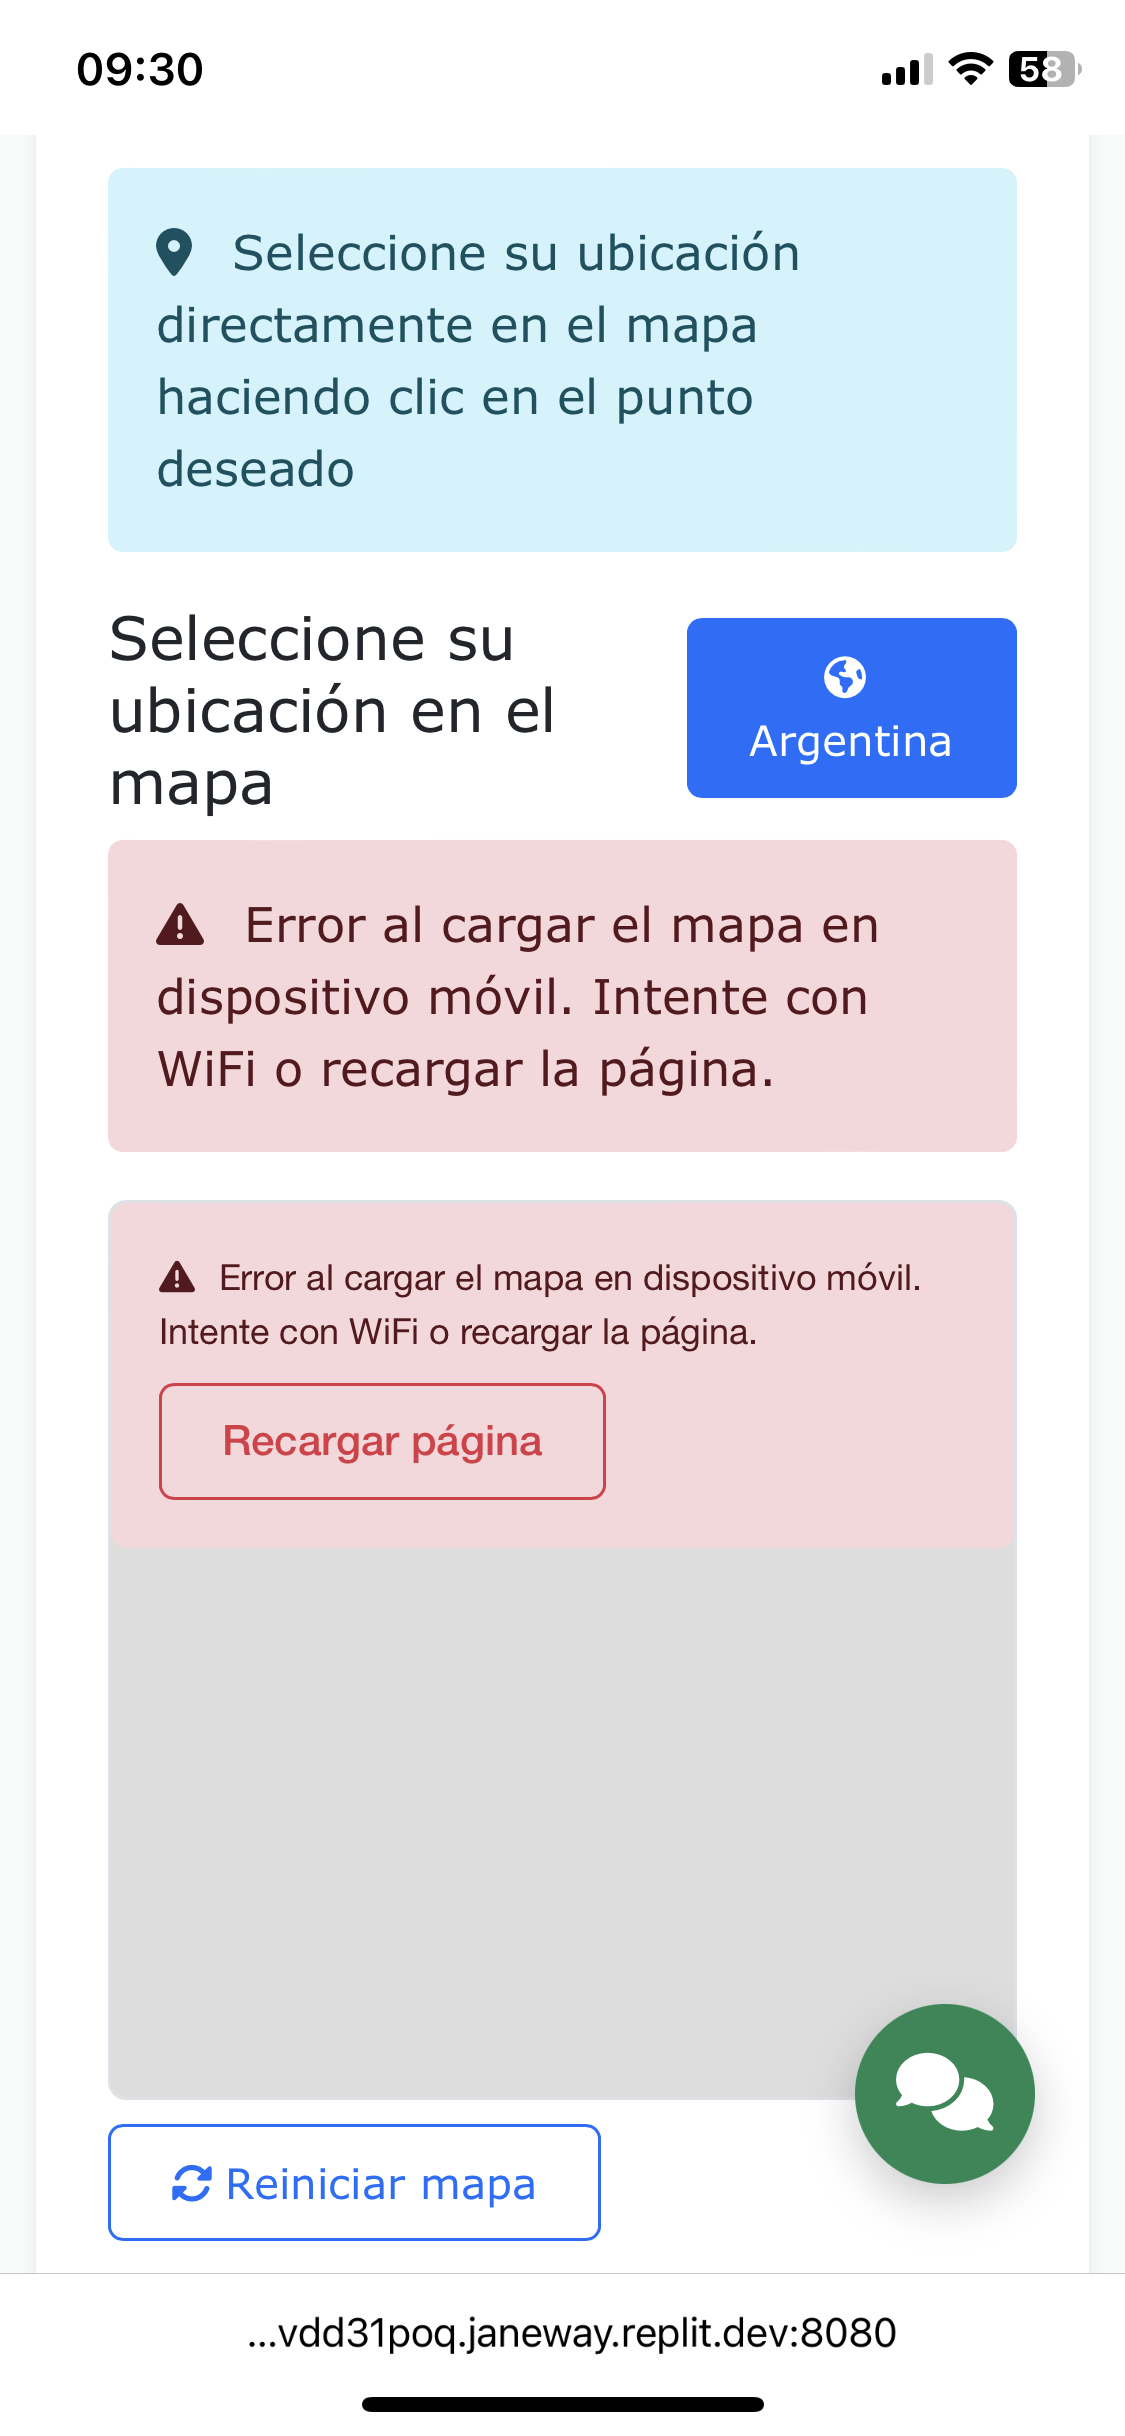 09:30
58
Seleccione su ubicación
directamente en el mapa
haciendo clic en el punto
deseado
Seleccione su
ubicación en el
mapa
Argentina
Error al cargar el mapa en
dispositivo móvil. Intente con
WiFi o recargar la página.
Error al cargar el mapa en dispositivo móvil.
Intente con WiFi o recargar la página.
Recargar página
Reiniciar mapa
...vdd31poq.janeway.replit.dev:8080